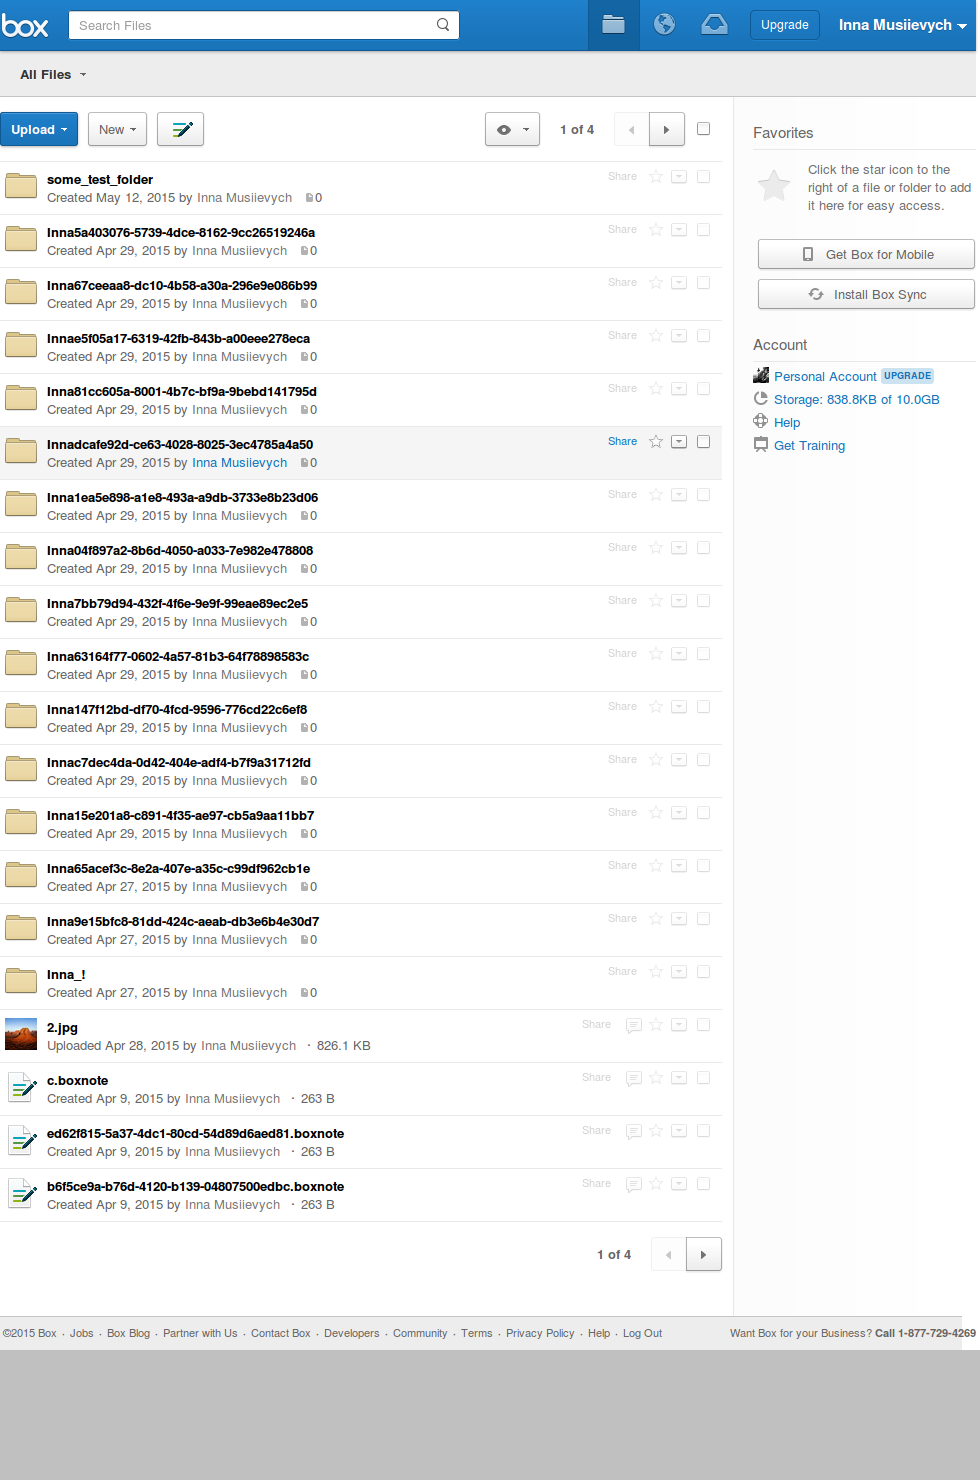 box Search Files Upgrade Inna Musiievych
All Files
Upload New 1 of 4
some_test_folder Share
Created May 12, 2015 by Inna Musiievych 0
Inna5a403076-5739-4dce-8162-9cc26519246a Share
Created Apr 29, 2015 by Inna Musiievych 0
Inna67ceeaa8-dc10-4b58-a30a-296e9e086b99 Share
Created Apr 29, 2015 by Inna Musiievych 0
Innae5f05a17-6319-42fb-843b-a00eee278eca Share
Created Apr 29, 2015 by Inna Musiievych 0
Inna81cc605a-8001-4b7c-bf9a-9bebd141795d Share
Created Apr 29, 2015 by Inna Musiievych 0
Innadcafe92d-ce63-4028-8025-3ec4785a4a50 Share
Created Apr 29, 2015 by Inna Musiievych 0
Inna1ea5e898-a1e8-493a-a9db-3733e8b23d06 Share
Created Apr 29, 2015 by Inna Musiievych 0
Inna04f897a2-8b6d-4050-a033-7e982e478808 Share
Created Apr 29, 2015 by Inna Musiievych 0
Inna7bb79d94-432f-4f6e-9e9f-99eae89ec2e5 Share
Created Apr 29, 2015 by Inna Musiievych 0
Inna63164f77-0602-4a57-81b3-64f78898583c Share
Created Apr 29, 2015 by Inna Musiievych 0
Inna147f12bd-df70-4fcd-9596-776cd22c6ef8 Share
Created Apr 29, 2015 by Inna Musiievych 0
Innac7dec4da-0d42-404e-adf4-b7f9a31712fd Share
Created Apr 29, 2015 by Inna Musiievych 0
Inna15e201a8-c891-4f35-ae97-cb5a9aa11bb7 Share
Created Apr 29, 2015 by Inna Musiievych 0
Inna65acef3c-8e2a-407e-a35c-c99df962cb1e Share
Created Apr 27, 2015 by Inna Musiievych 0
Inna9e15bfc8-81dd-424c-aeab-db3e6b4e30d7 Share
Created Apr 27, 2015 by Inna Musiievych 0
Inna_! Share
Created Apr 27, 2015 by Inna Musiievych 0
2.jpg Share
Uploaded Apr 28, 2015 by Inna Musiievych · 826.1 KB
c.boxnote Share
Created Apr 9, 2015 by Inna Musiievych · 263 B
ed62f815-5a37-4dc1-80cd-54d89d6aed81.boxnote Share
Created Apr 9, 2015 by Inna Musiievych · 263 B
b6f5ce9a-b76d-4120-b139-04807500edbc.boxnote Share
Created Apr 9, 2015 by Inna Musiievych · 263 B
1 of 4
Favorites
Click the star icon to the
right of a file or folder to add
it here for easy access.
Get Box for Mobile
Install Box Sync
Account
Personal Account UPGRADE
Storage: 838.8KB of 10.0GB
Help
Get Training
©2015 Box · Jobs · Box Blog · Partner with Us · Contact Box · Developers · Community · Terms · Privacy Policy · Help · Log Out Want Box for your Business? Call 1-877-729-4269